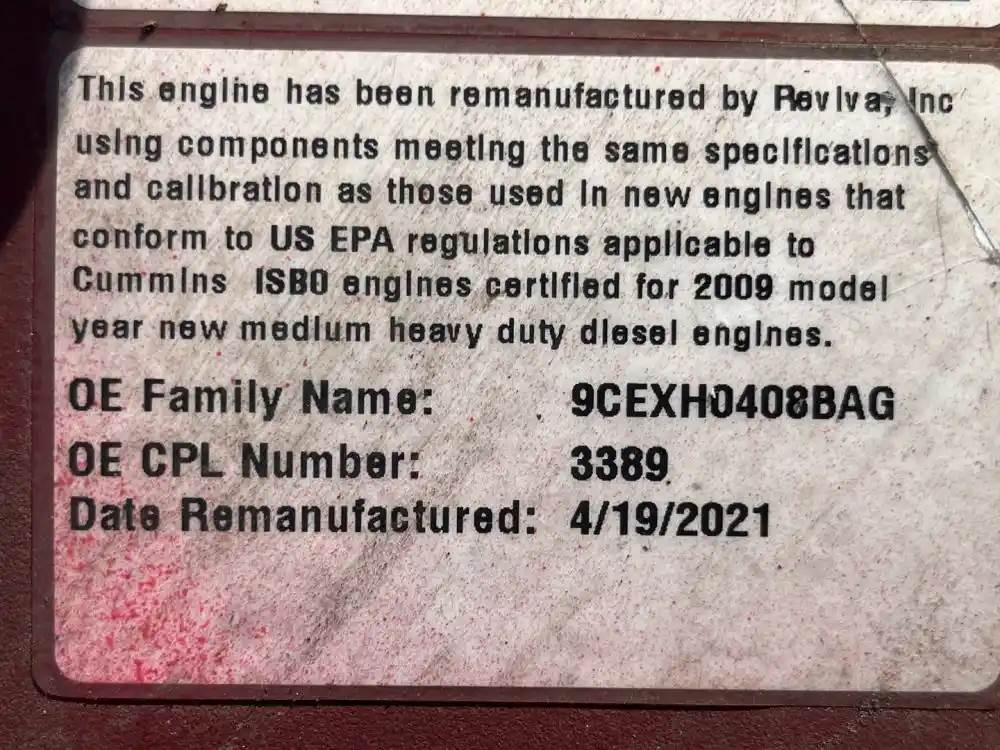 This engine has been remanufactured by Reviva, Inc
using components meeting the same specifications
and calibration as those used in new engines that
conform to US EPA regulations applicable to
Cummins ISB0 engines certified for 2009 model
year new medium heavy duty diesel engines.
OE Family Name: 9CEXH0408BAG
OE CPL Number: 3389
Date Remanufactured: 4/19/2021